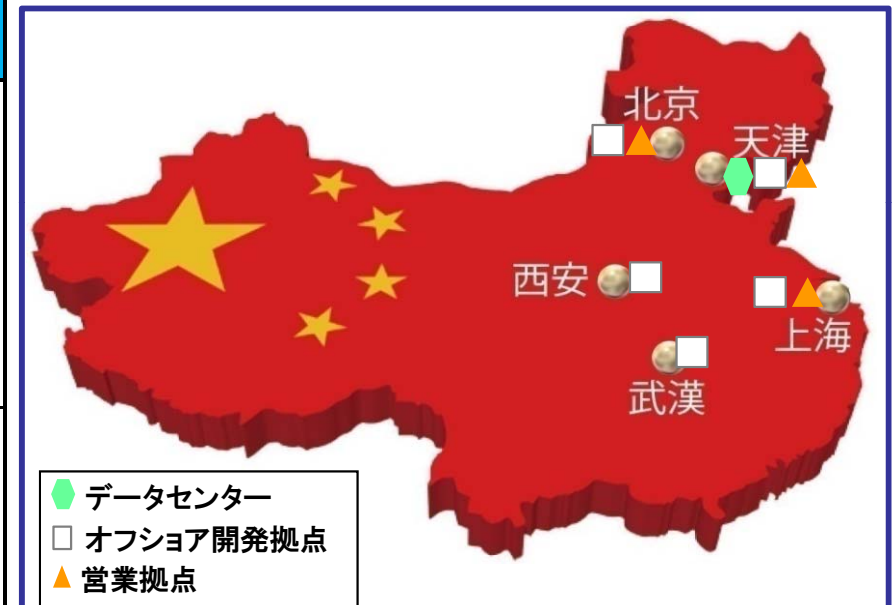 北京
天津
西安
上海
武漢
データセンター
オフショア開発拠点
営業拠点